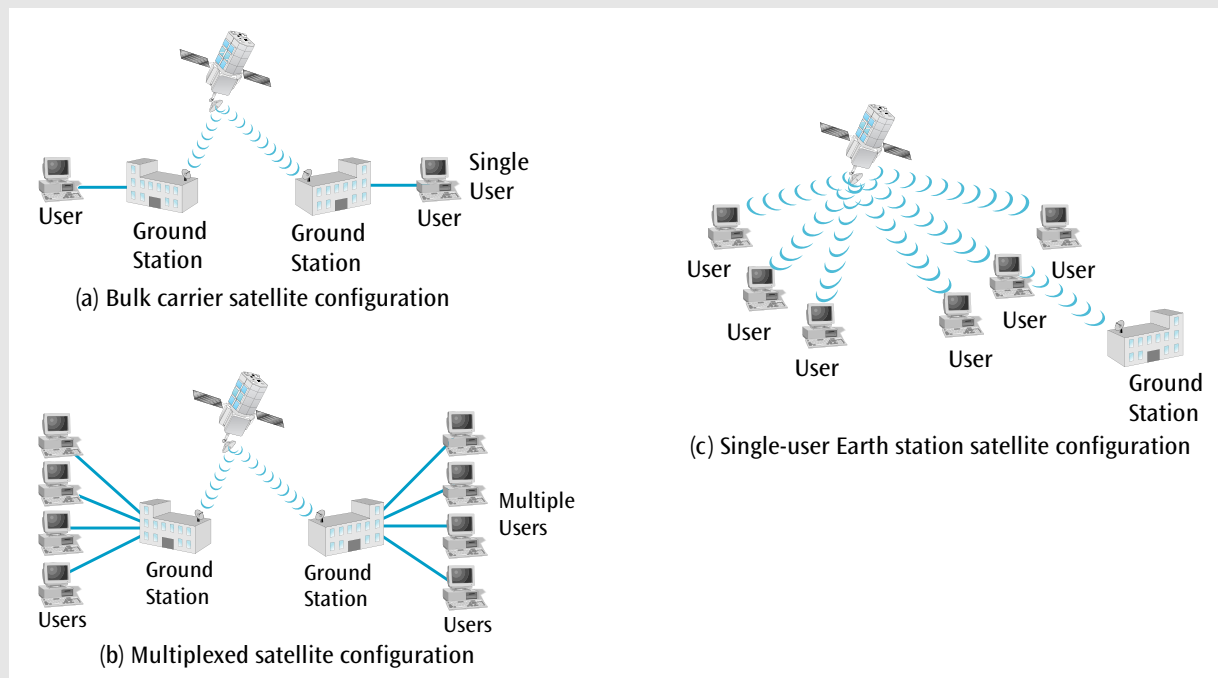 User
Ground
Station
Ground
Station
User
Single
User
(a) Bulk carrier satellite configuration
Users
Ground
Station
Ground
Station
Multiple
Users
Users
(b) Multiplexed satellite configuration
User
User
User
User
User
User
Ground
Station
(c) Single-user Earth station satellite configuration